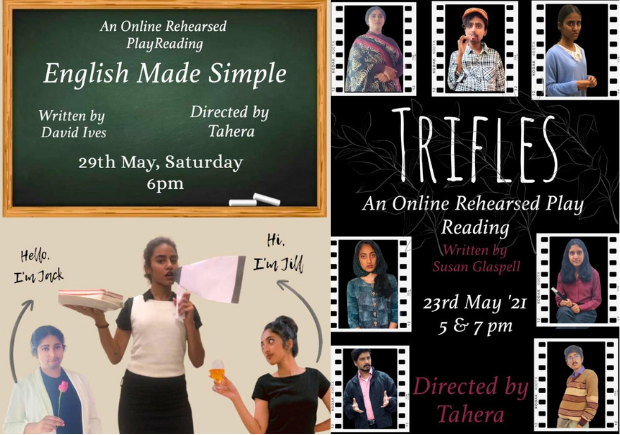 An Online Rehearsed
PlayReading
English Made Simple
Written by
David Ives
Directed by
Tahera
29th May, Saturday
6pm
Hello,
I'm Jack
Hi,
I'm Jill
TRIFLES
An Online Rehearsed Play
Reading
Written by
Susan Glaspell
23rd May '21
5 & 7 pm
Directed by
Tahera